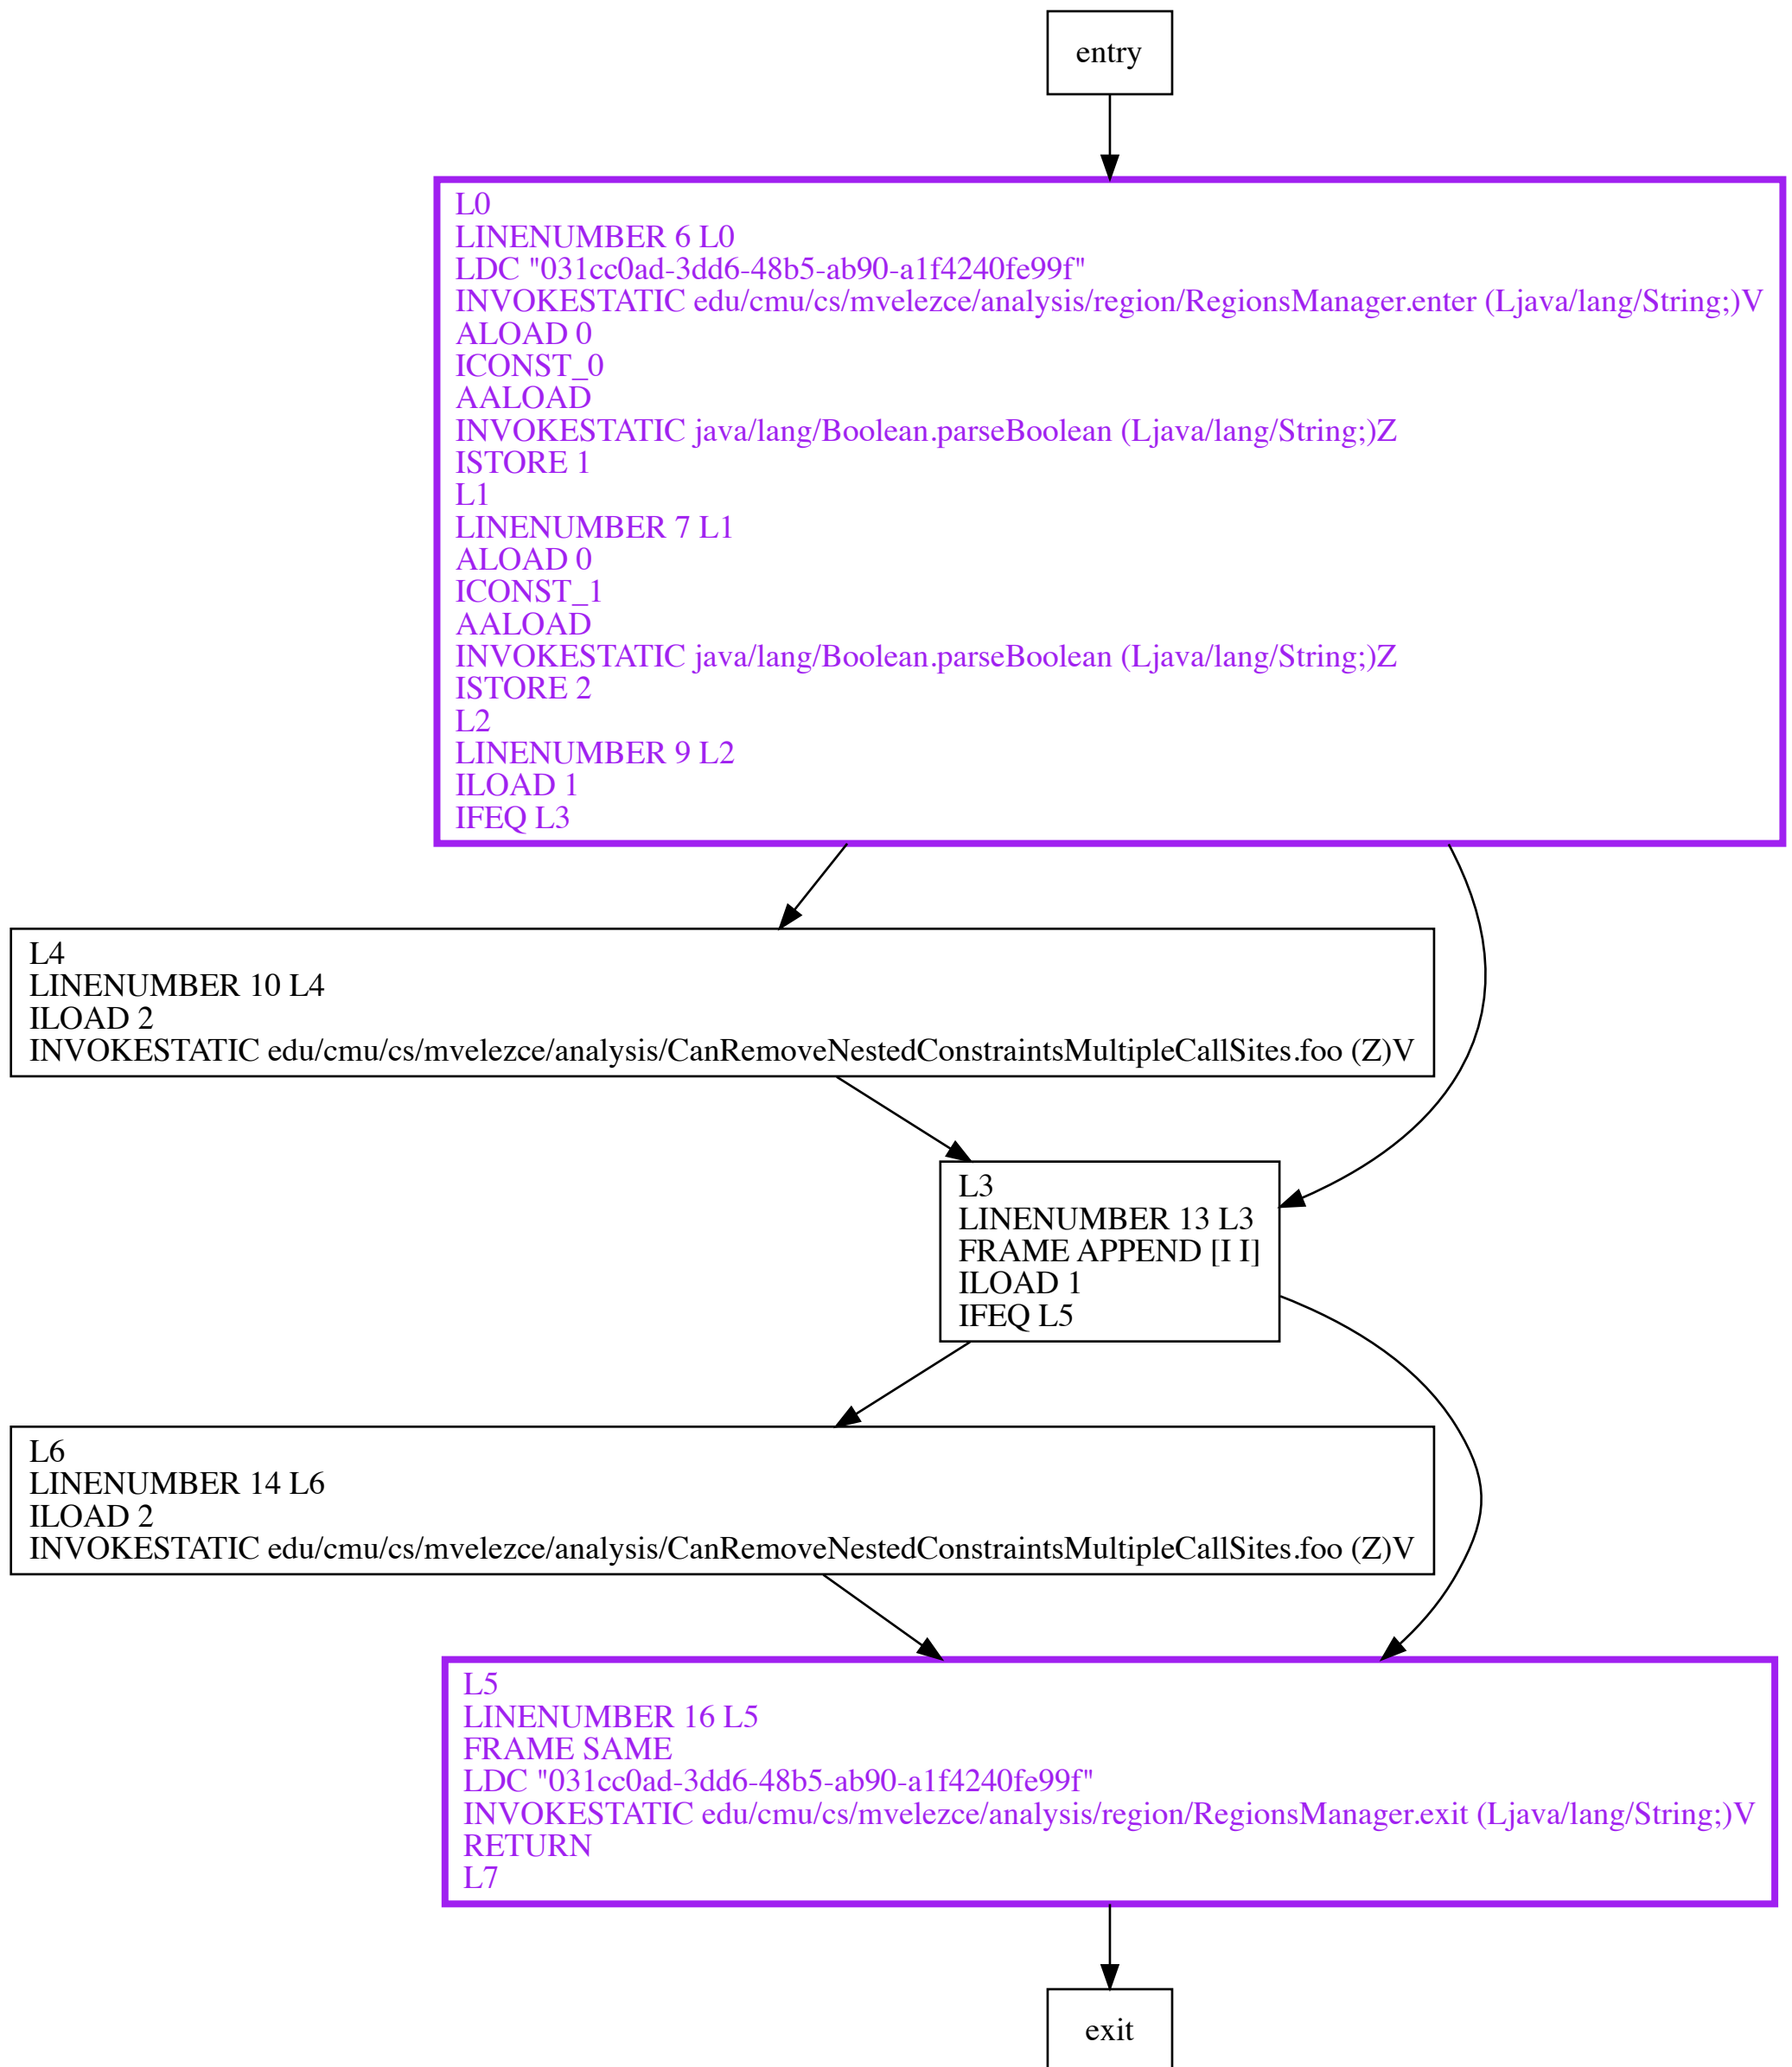 entry
L0
LINENUMBER 6 L0
LDC "031cc0ad-3dd6-48b5-ab90-a1f4240fe99f"
INVOKESTATIC edu/cmu/cs/mvelezce/analysis/region/RegionsManager.enter (Ljava/lang/String;)V
ALOAD 0
ICONST_0
AALOAD
INVOKESTATIC java/lang/Boolean.parseBoolean (Ljava/lang/String;)Z
ISTORE 1
L1
LINENUMBER 7 L1
ALOAD 0
ICONST_1
AALOAD
INVOKESTATIC java/lang/Boolean.parseBoolean (Ljava/lang/String;)Z
ISTORE 2
L2
LINENUMBER 9 L2
ILOAD 1
IFEQ L3
L4
LINENUMBER 10 L4
ILOAD 2
INVOKESTATIC edu/cmu/cs/mvelezce/analysis/CanRemoveNestedConstraintsMultipleCallSites.foo (Z)V
L3
LINENUMBER 13 L3
FRAME APPEND [I I]
ILOAD 1
IFEQ L5
L6
LINENUMBER 14 L6
ILOAD 2
INVOKESTATIC edu/cmu/cs/mvelezce/analysis/CanRemoveNestedConstraintsMultipleCallSites.foo (Z)V
L5
LINENUMBER 16 L5
FRAME SAME
LDC "031cc0ad-3dd6-48b5-ab90-a1f4240fe99f"
INVOKESTATIC edu/cmu/cs/mvelezce/analysis/region/RegionsManager.exit (Ljava/lang/String;)V
RETURN
L7
exit